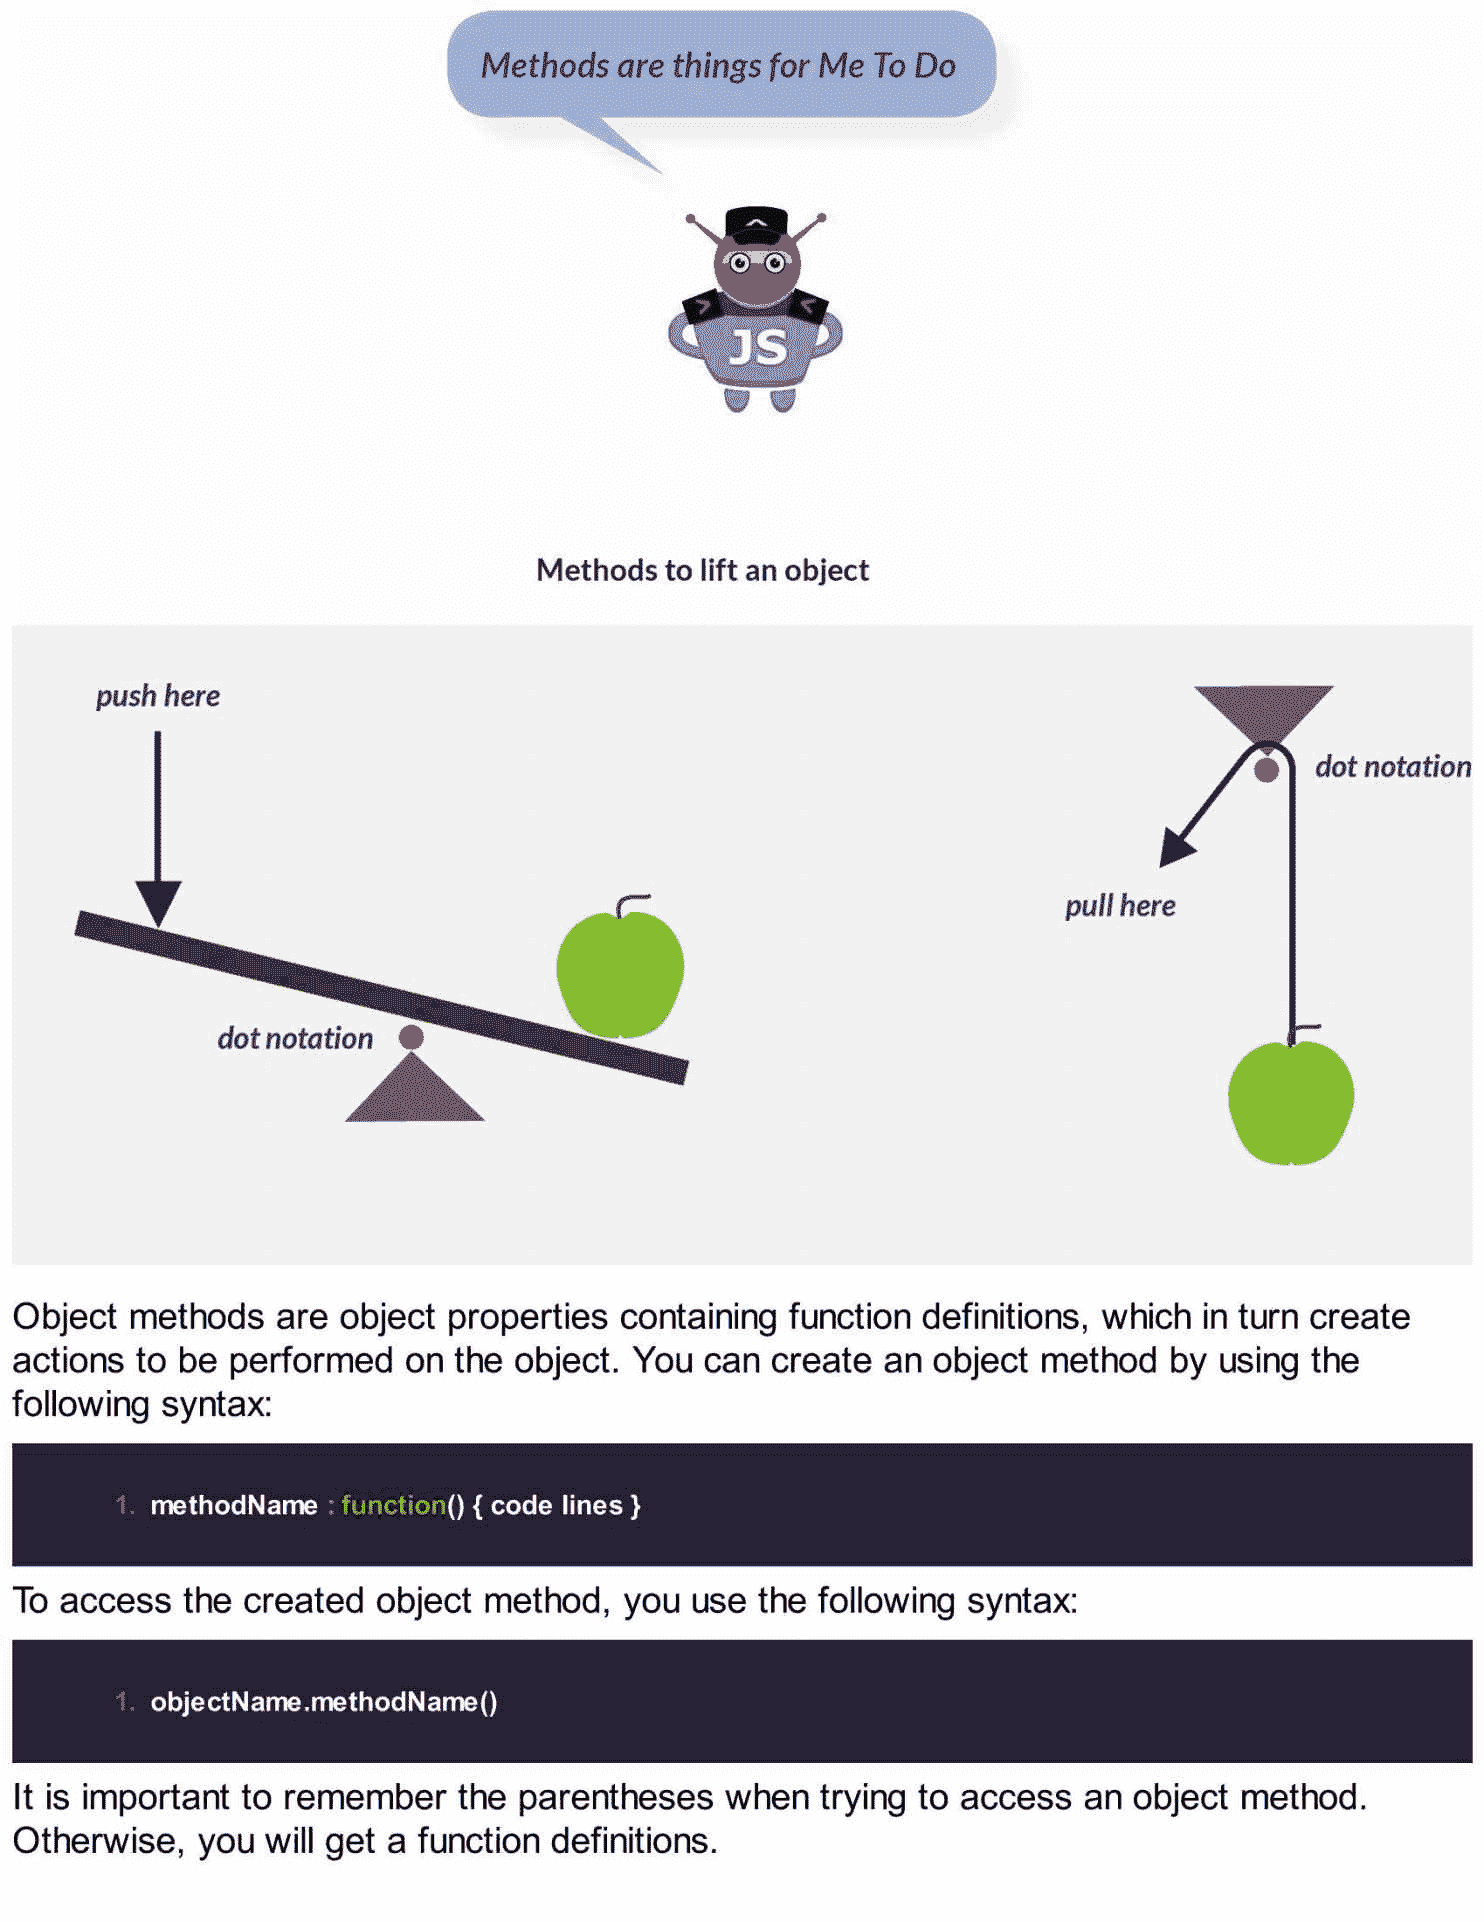 Methods are things for Me To Do
JS
Methods to lift an object
push here
dot notation
pull here
dot notation
Object methods are object properties containing function definitions, which in turn create
actions to be performed on the object. You can create an object method by using the
following syntax:
1. methodName : function() { code lines }
To access the created object method, you use the following syntax:
1. objectName.methodName()
It is important to remember the parentheses when trying to access an object method.
Otherwise, you will get a function definitions.